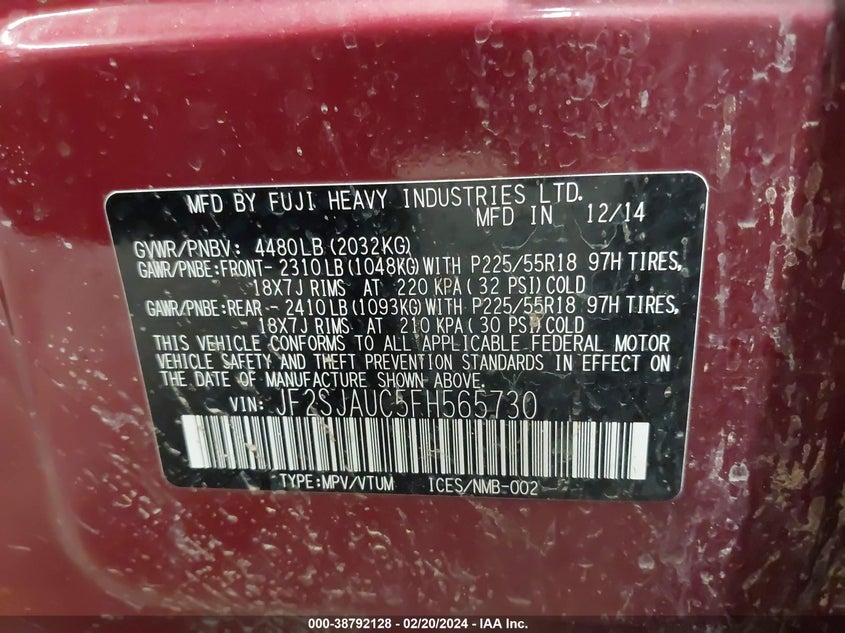 MFD BY FUJI HEAVY INDUSTRIES LTD.
MFD IN 12/14
GVWR/PNBV: 4480LB(2032KG)
GAWR/PNBE:FRONT- 2310LB(1048KG)WITH P225/55R18 97H TIRES,
18X7J RIMS AT 220 KPA(32 PSI)COLD
GAWR/PNBE:REAR - 2410LB(1093KG)WITH P225/55R18 97H TIRES,
18X7J RIMS AT 210 KPA(30 PSI)COLD
THIS VEHICLE CONFORMS TO ALL APPLICABLE FEDERAL MOTOR
VEHICLE SAFETY AND THEFT PREVENTION STANDARDS IN EFFECT ON
THE DATE OF MANUFACTURE SHOWN ABOVE.
VIN: JF2SJAUC5FH565730
TYPE:MPV/VTUM ICES/NMB-002
000-38792128 - 02/20/2024 - IAA Inc.